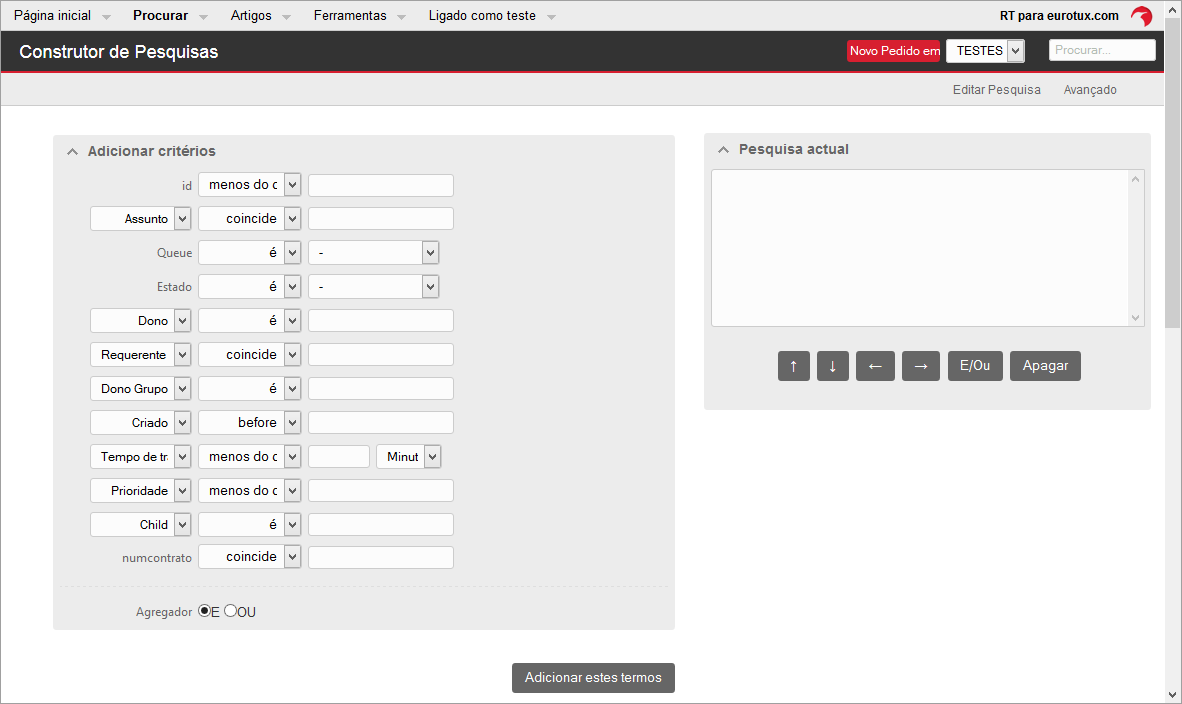 Página inicial Procurar Artigos Ferramentas Ligado como teste RT para eurotux.com
Construtor de Pesquisas Novo Pedido em TESTES Procurar...
Editar Pesquisa Avançado
Adicionar critérios
id menos do c
Assunto coincide
Queue é -
Estado é -
Dono é
Requerente coincide
Dono Grupo é
Criado before
Tempo de tr menos do c Minut
Prioridade menos do c
Child é
numcontrato coincide
Agregador E OU
Adicionar estes termos
Pesquisa actual
↑ ↓ ← → E/Ou Apagar